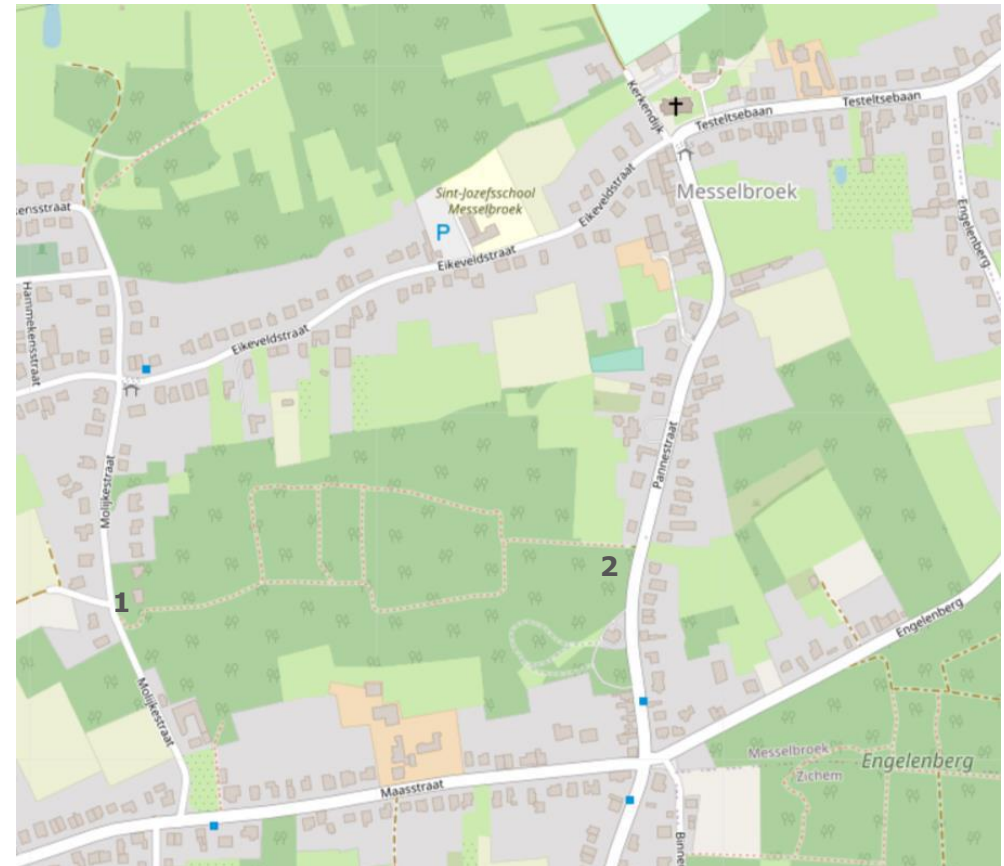 Kerkendijk
Testeltsebaan
Testeltsebaan
Sint-Jozefsschool
Messelbroek
Messelbroek
kensstraat
P
Eikeveldstraat
Eikeveldstraat
Engelenberg
Hammekensstraat
Eikeveldstraat
Pannestraat
Molijkestraat
2
1
Engelenberg
Molijkestraat
Messelbroek
Zichem
Engelenberg
Maasstraat
Binne